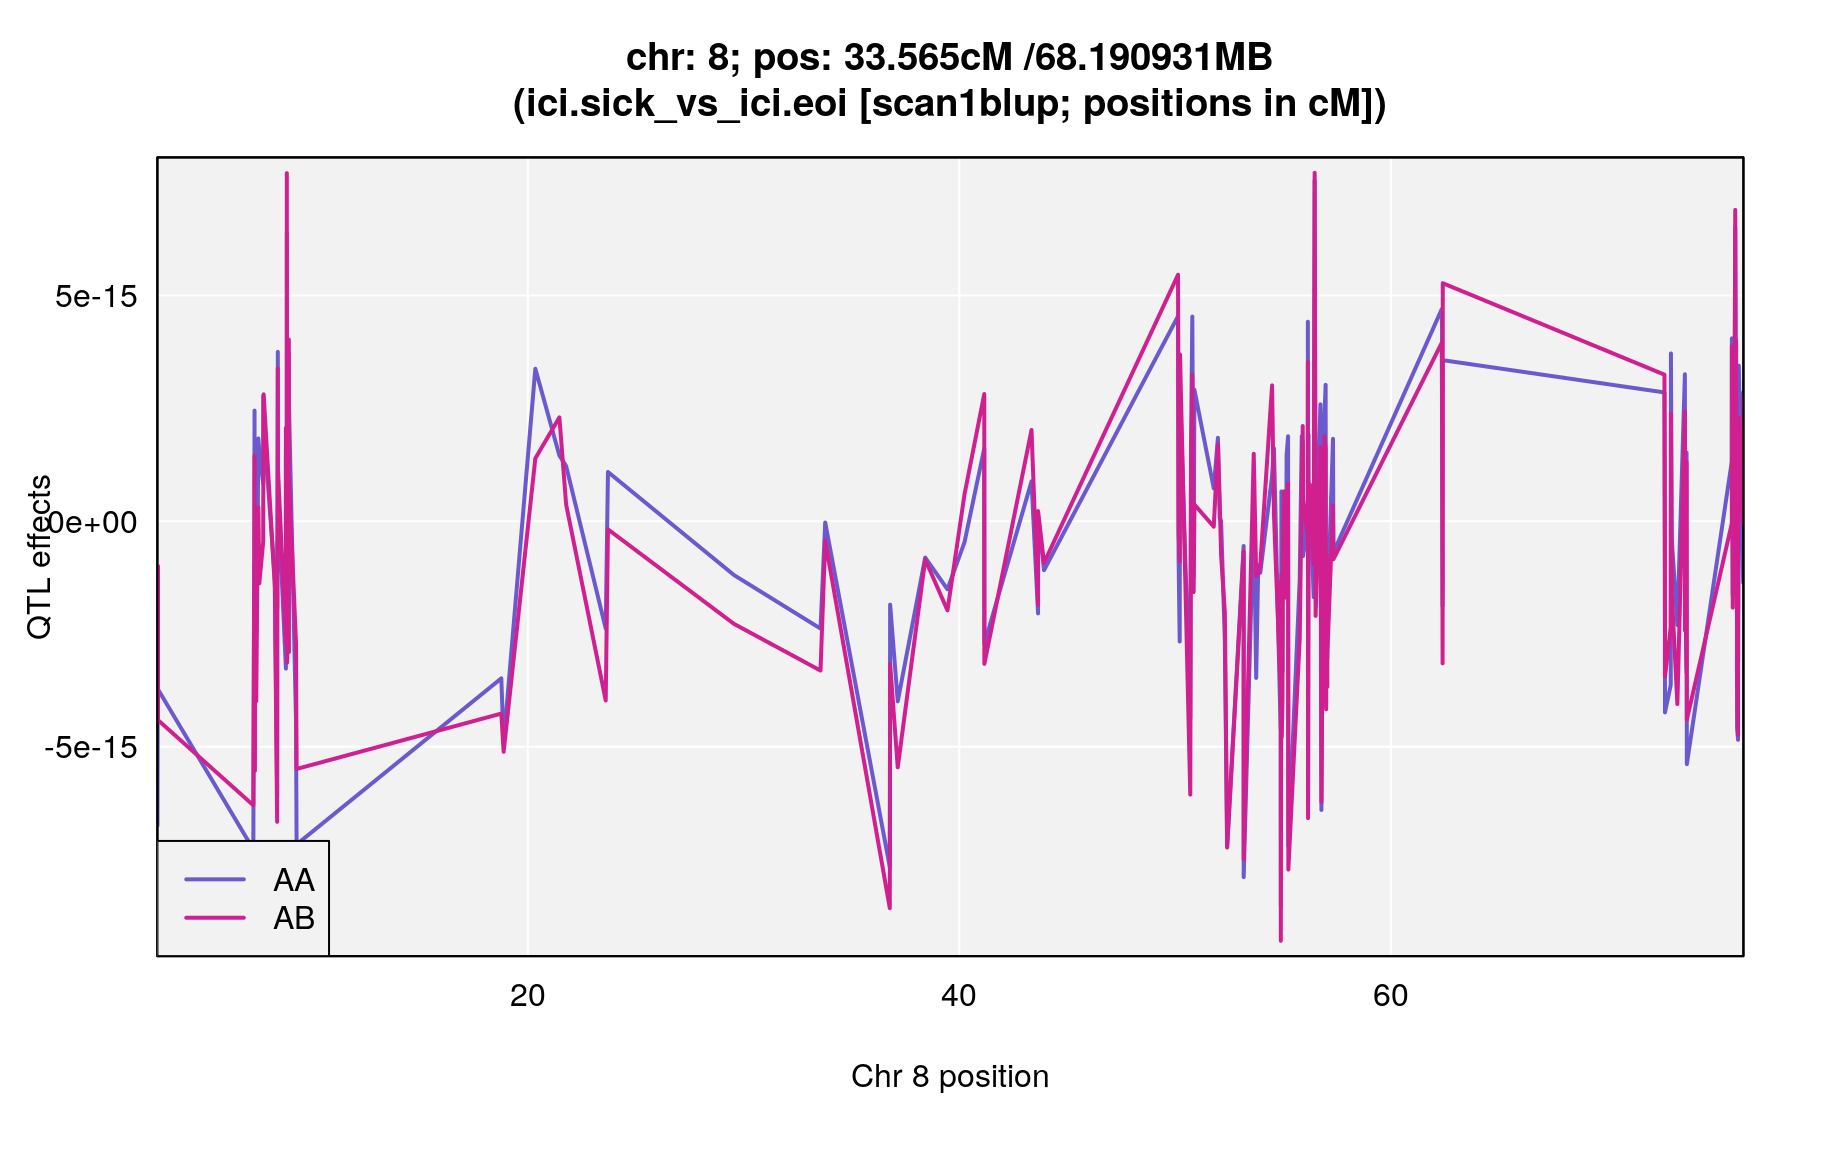 chr: 8; pos: 33.565cM /68.190931MB
(ici.sick_vs_ici.eoi [scan1blup; positions in cM])
QTL effects
5e-15
0e+00
-5e-15
AA
AB
20
40
60
Chr 8 position